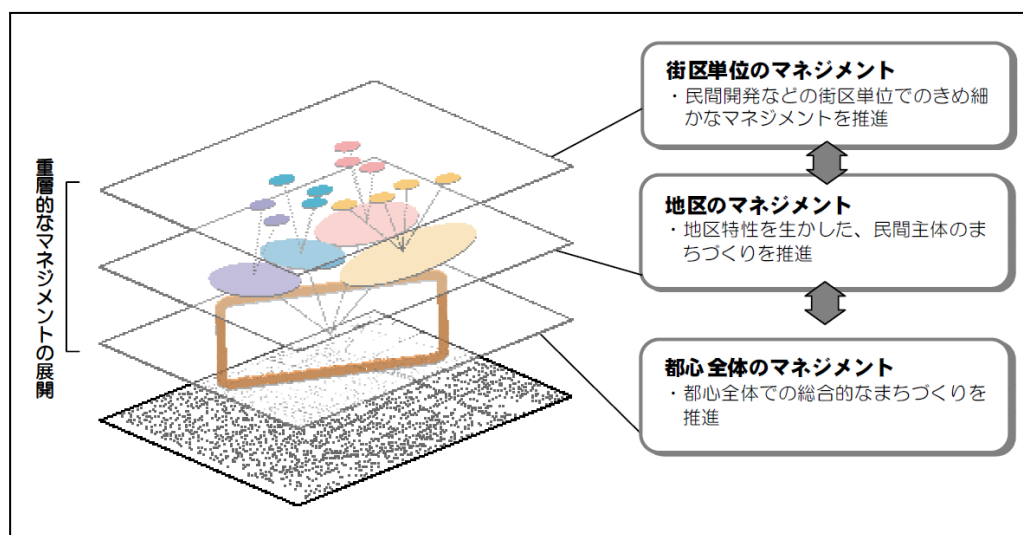 重層的なマネジメントの展開
街区単位のマネジメント
・民間開発などの街区単位でのきめ細
かなマネジメントを推進
地区のマネジメント
・地区特性を生かした、民間主体のま
ちづくりを推進
都心全体のマネジメント
・都心全体での総合的なまちづくりを
推進